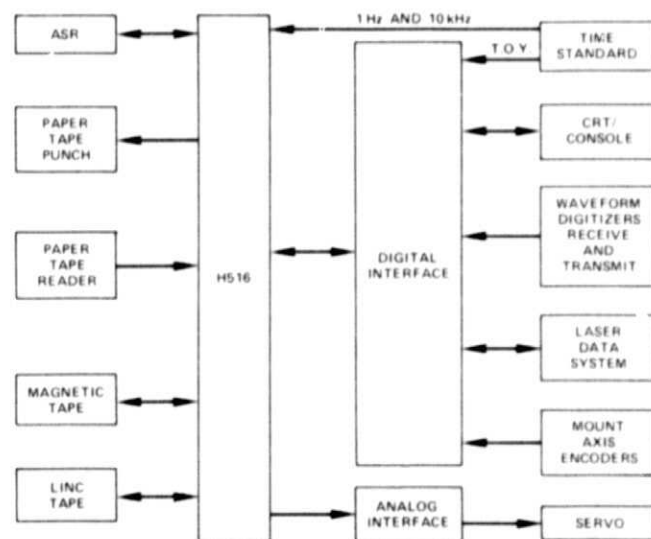 ASR
PAPER
TAPE
PUNCH
PAPER
TAPE
READER
MAGNETIC
TAPE
LINC
TAPE
H516
1 Hz AND 10 kHz
T O Y
DIGITAL
INTERFACE
ANALOG
INTERFACE
TIME
STANDARD
CRT/
CONSOLE
WAVEFORM
DIGITIZERS
RECEIVE
AND
TRANSMIT
LASER
DATA
SYSTEM
MOUNT
AXIS
ENCODERS
SERVO